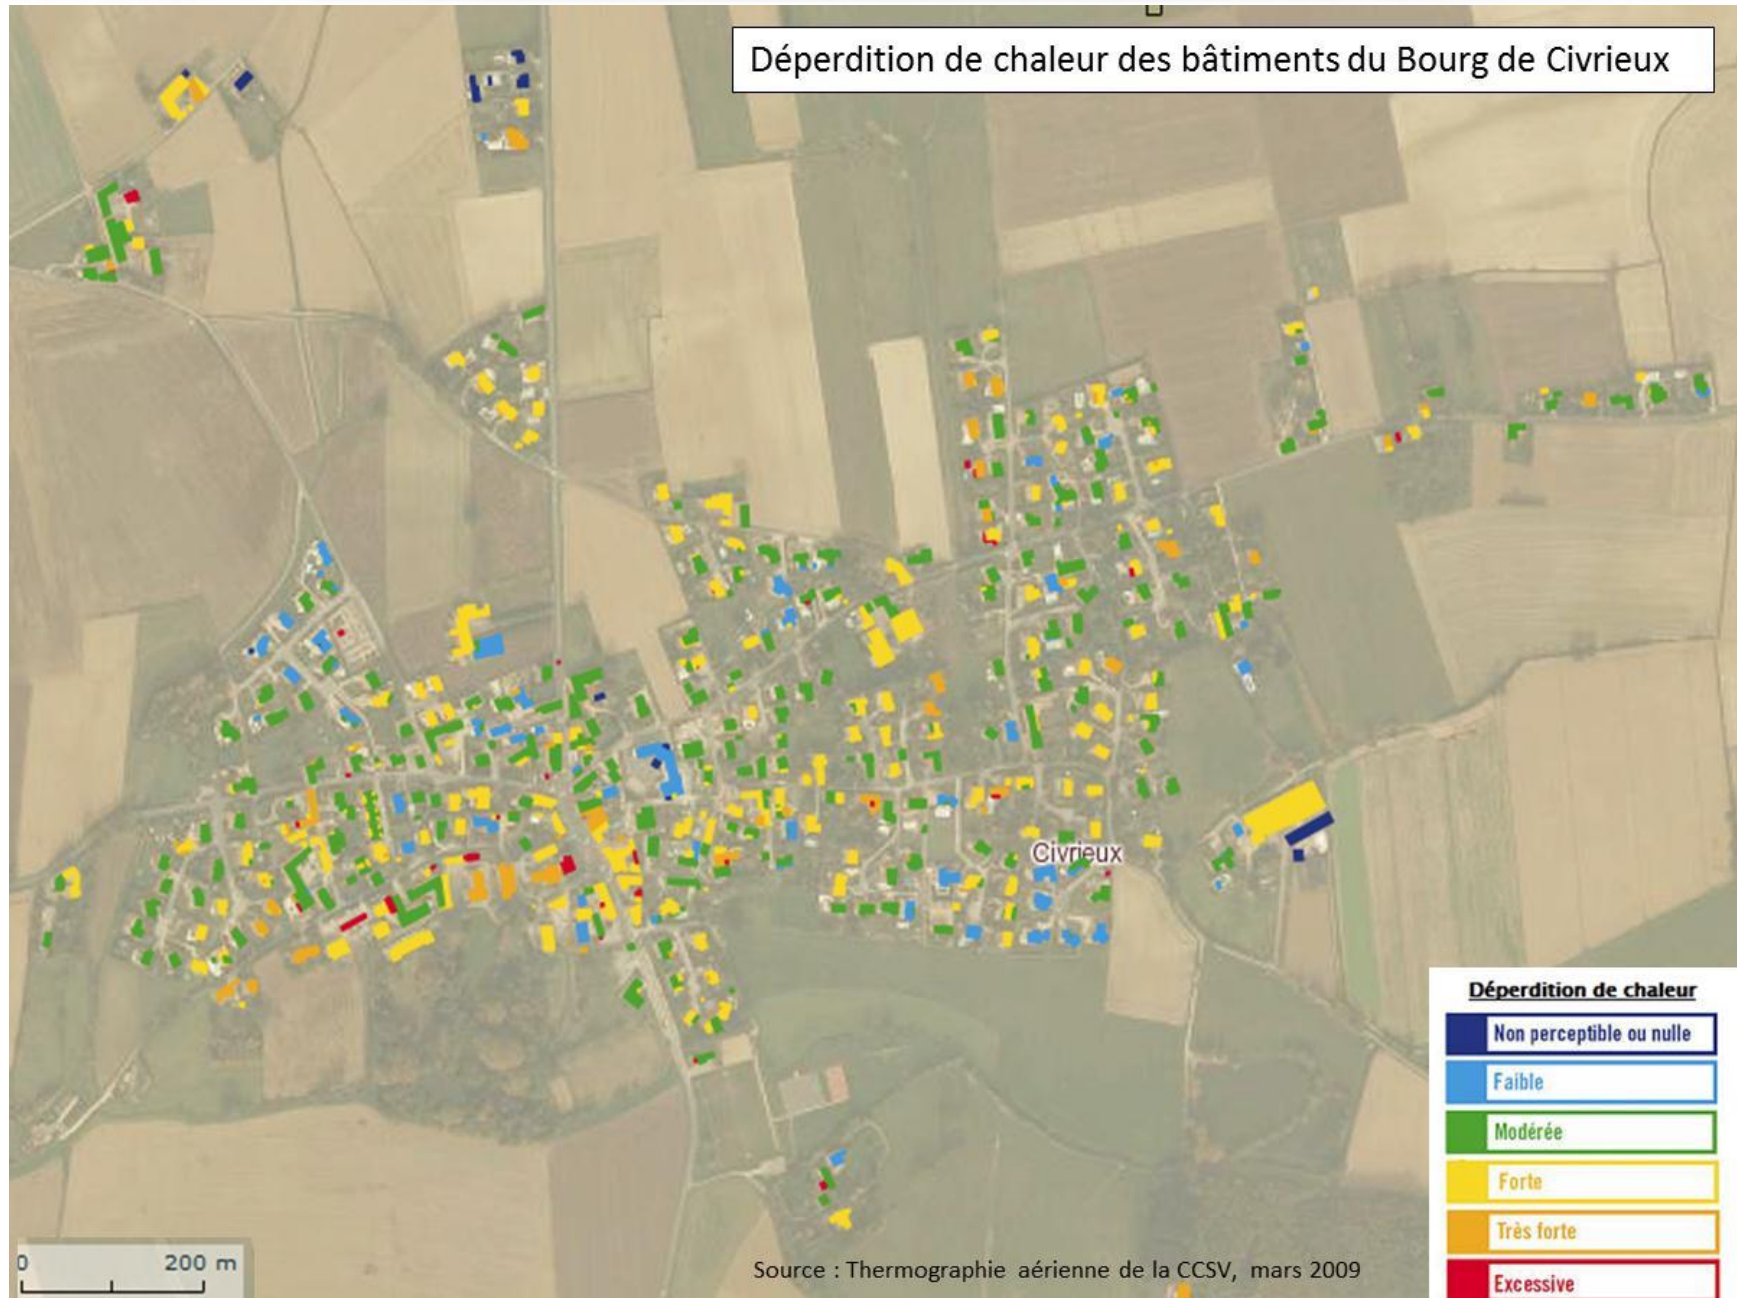 Déperdition de chaleur des bâtiments du Bourg de Civrieux
Civrieux
Déperdition de chaleur
Non perceptible ou nulle
Faible
Modérée
Forte
Très forte
Excessive
0 200 m
Source : Thermographie aérienne de la CCSV, mars 2009